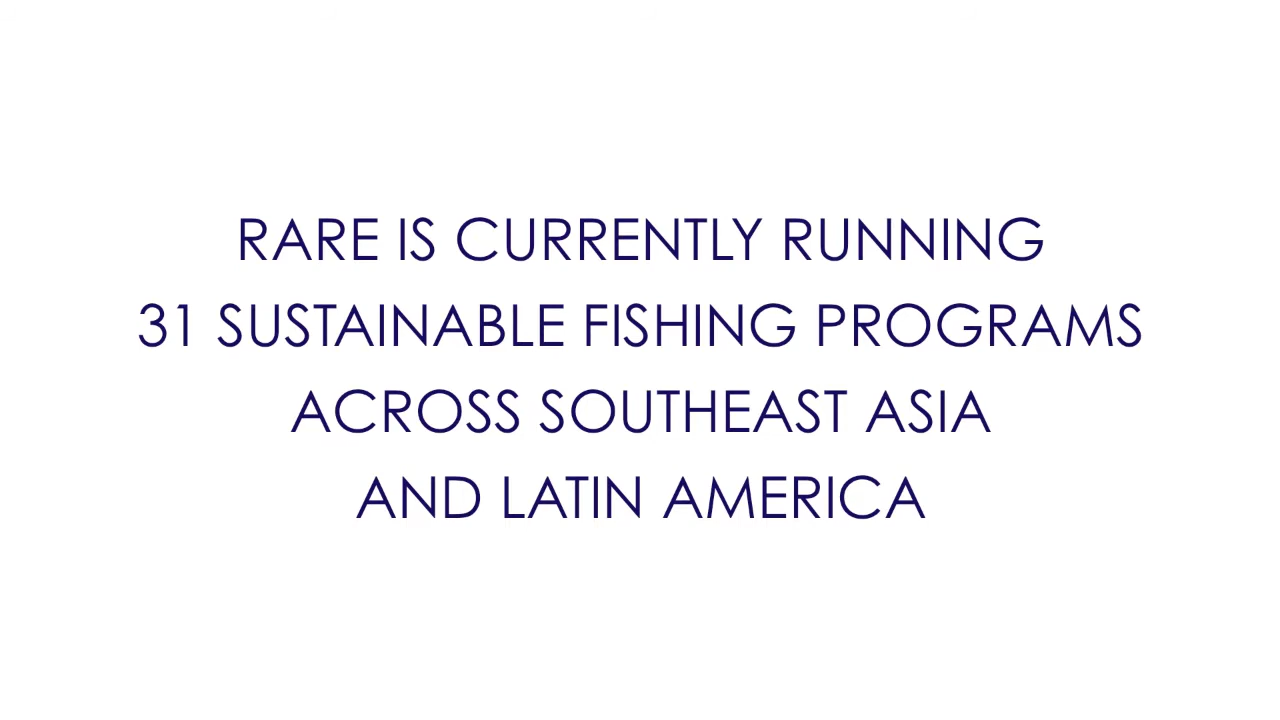 RARE IS CURRENTLY RUNNING
31 SUSTAINABLE FISHING PROGRAMS
ACROSS SOUTHEAST ASIA
AND LATIN AMERICA